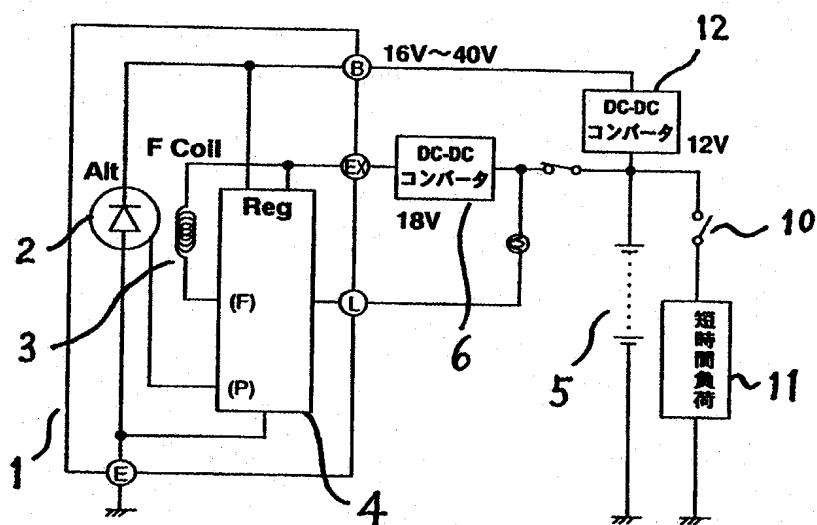 12
B
16V～40V
DC-DC
コンバータ
12V
F Coil
EX
DC-DC
コンバータ
18V
Alt
Reg
10
2
3
(F)
L
6
5
短時間負荷
11
(P)
1
E
4